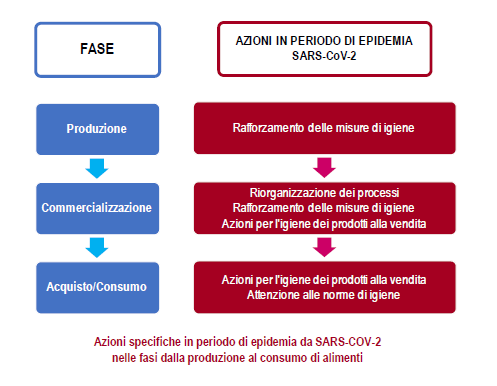 FASE
AZIONI IN PERIODO DI EPIDEMIA
SARS-CoV-2
Produzione
Rafforzamento delle misure di igiene
Commercializzazione
Riorganizzazione dei processi
Rafforzamento delle misure di igiene
Azioni per l'igiene dei prodotti alla vendita
Acquisto/Consumo
Azioni per l'igiene dei prodotti alla vendita
Attenzione alle norme di igiene
Azioni specifiche in periodo di epidemia da SARS-COV-2
nelle fasi dalla produzione al consumo di alimenti